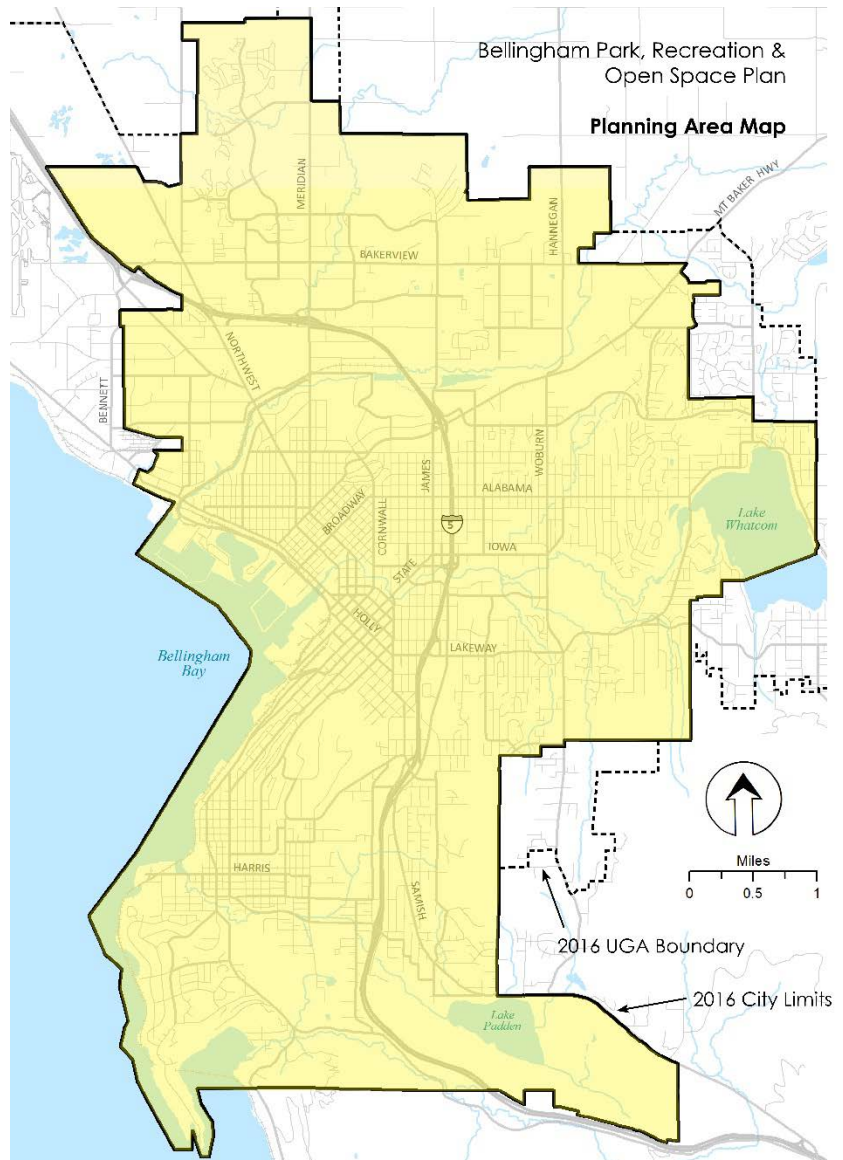 Bellingham Park, Recreation &
Open Space Plan
Planning Area Map
MERIDIAN
HANNEGAN
MT BAKER HWY
BAKERVIEW
NORTHWEST
BENNETT
JAMES
WOBURN
ALABAMA
BROADWAY
CORNWALL
5
IOWA
STATE
HOLLY
LAKEWAY
Lake
Whatcom
Bellingham
Bay
HARRIS
SAMISH
Miles
0 0.5 1
2016 UGA Boundary
2016 City Limits
Lake
Padden